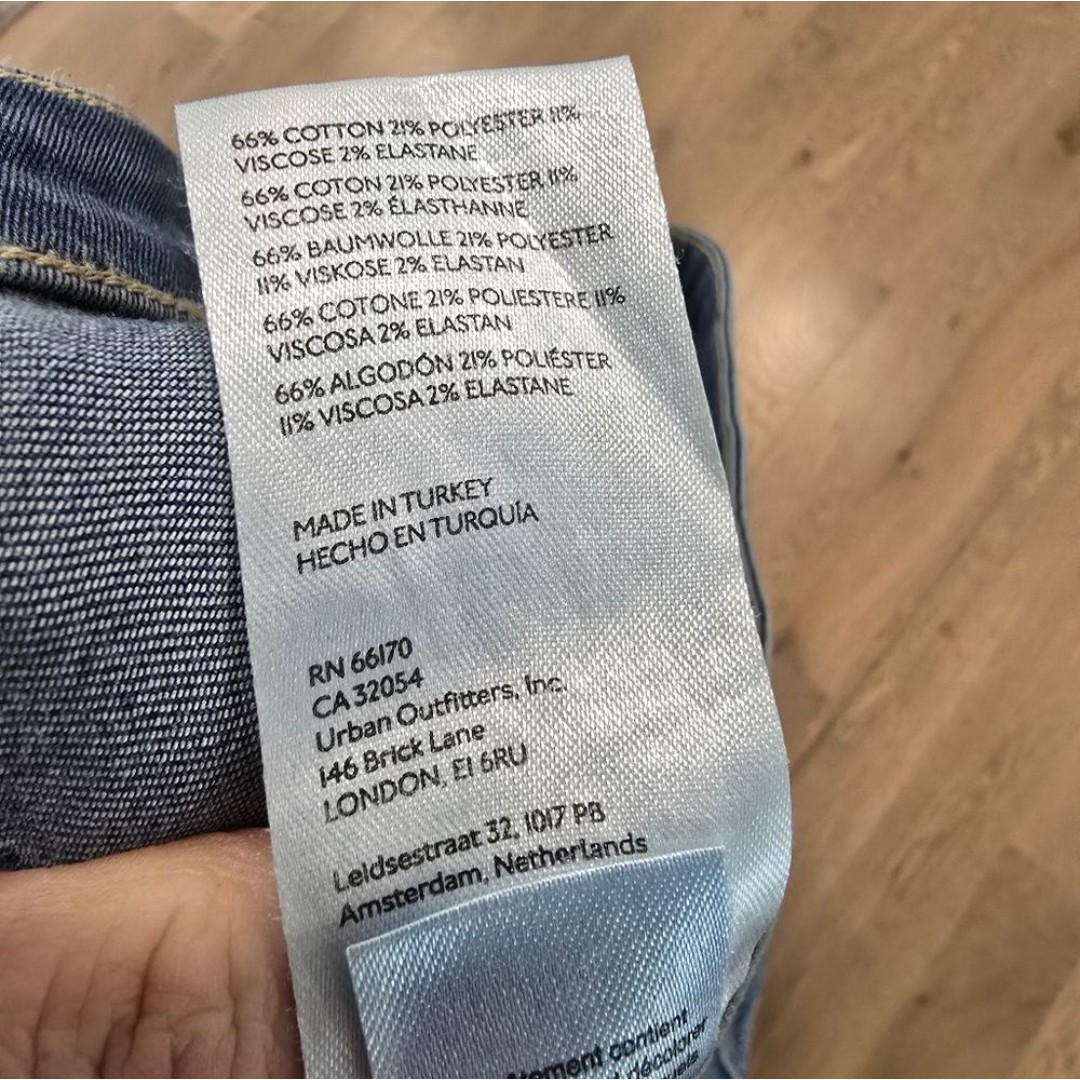 66% COTTON 21% POLYESTER 11%
VISCOSE 2% ELASTANE
66% COTON 21% POLYESTER 11%
VISCOSE 2% ÉLASTHANNE
66% BAUMWOLLE 21% POLYESTER
11% VISKOSE 2% ELASTAN
66% COTONE 21% POLIESTERE 11%
VISCOSA 2% ELASTAN
66% ALGODÓN 21% POLIÉSTER
11% VISCOSA 2% ELASTANE
MADE IN TURKEY
HECHO EN TURQUÍA
RN 66170
CA 32054
Urban Outfitters, Inc.
146 Brick Lane
LONDON, E1 6RU
Leidsestraat 32, 1017 PB
Amsterdam, Netherlands
contient
décolorer